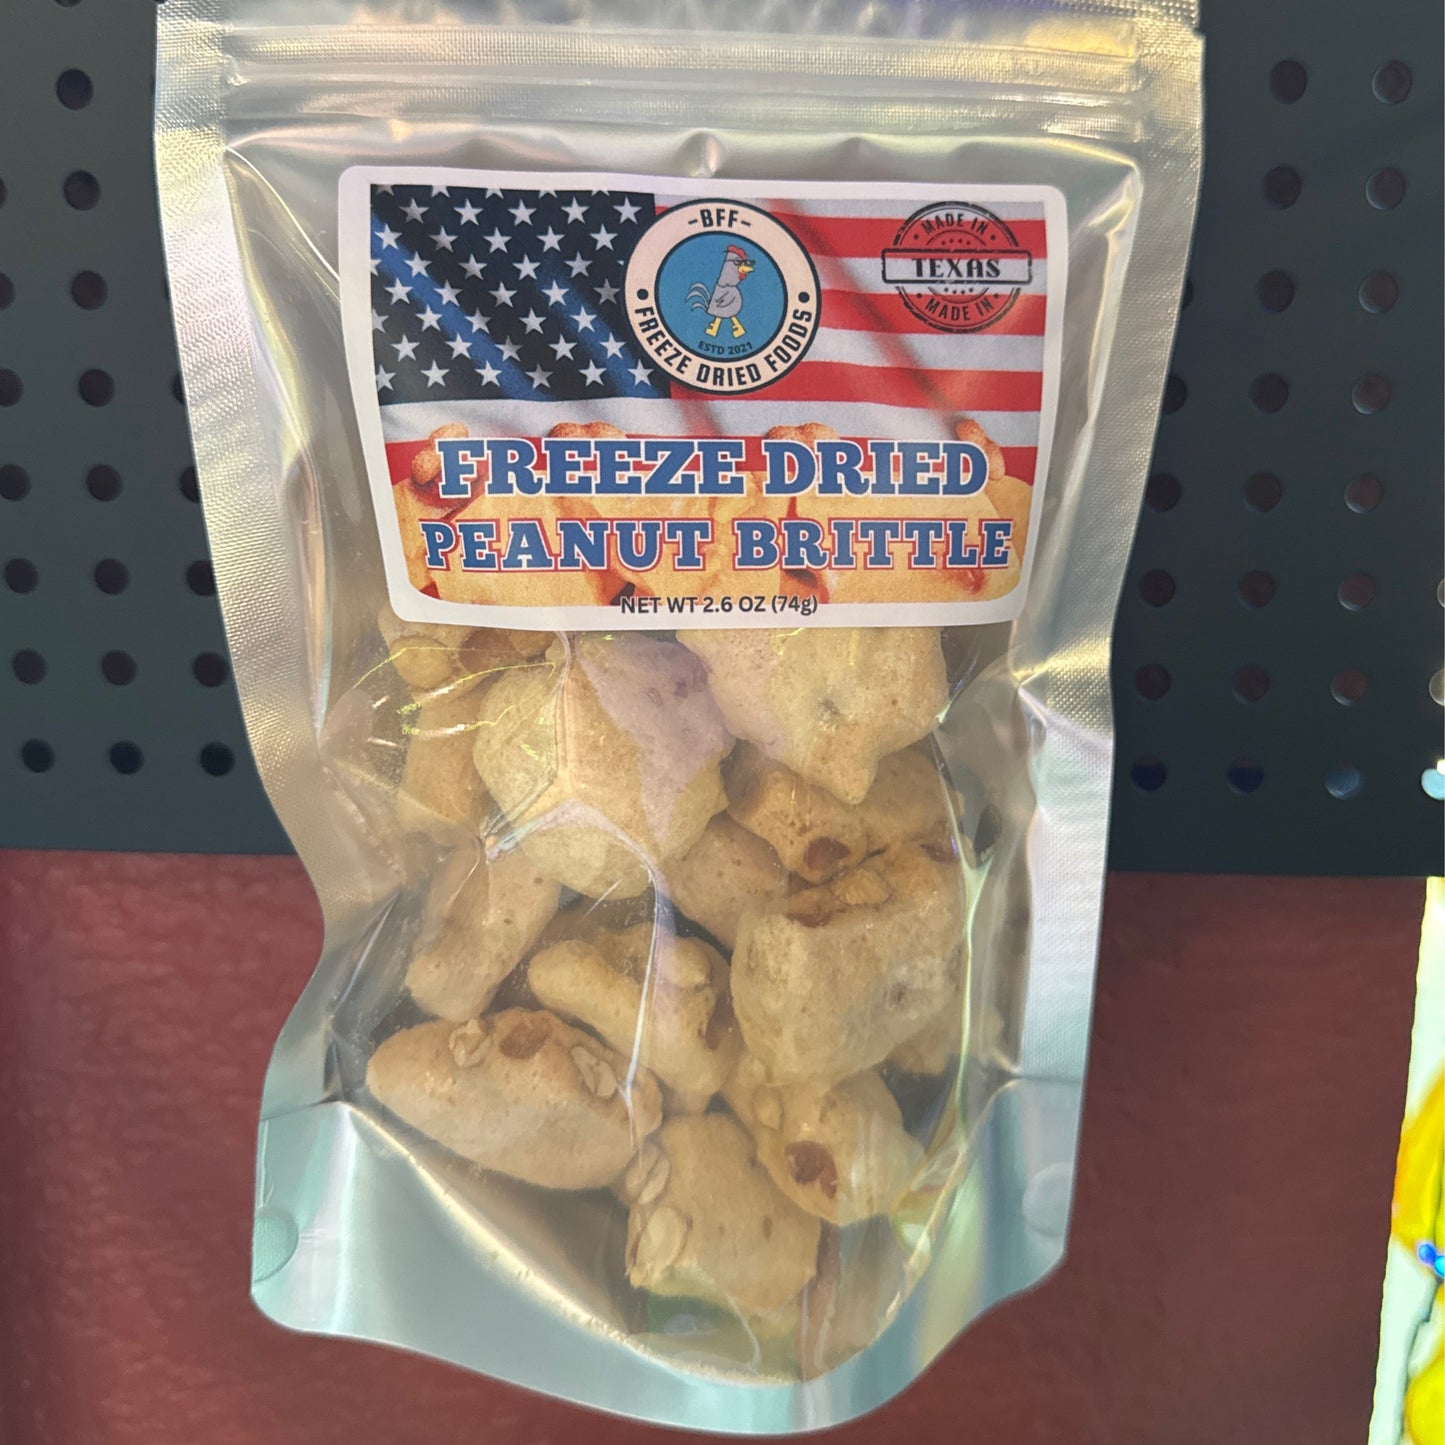 -BFF-
• FREEZE DRIED FOODS •
ESTD 2021
• MADE IN •
TEXAS
• MADE IN •
FREEZE DRIED
PEANUT BRITTLE
NET WT 2.6 OZ (74g)